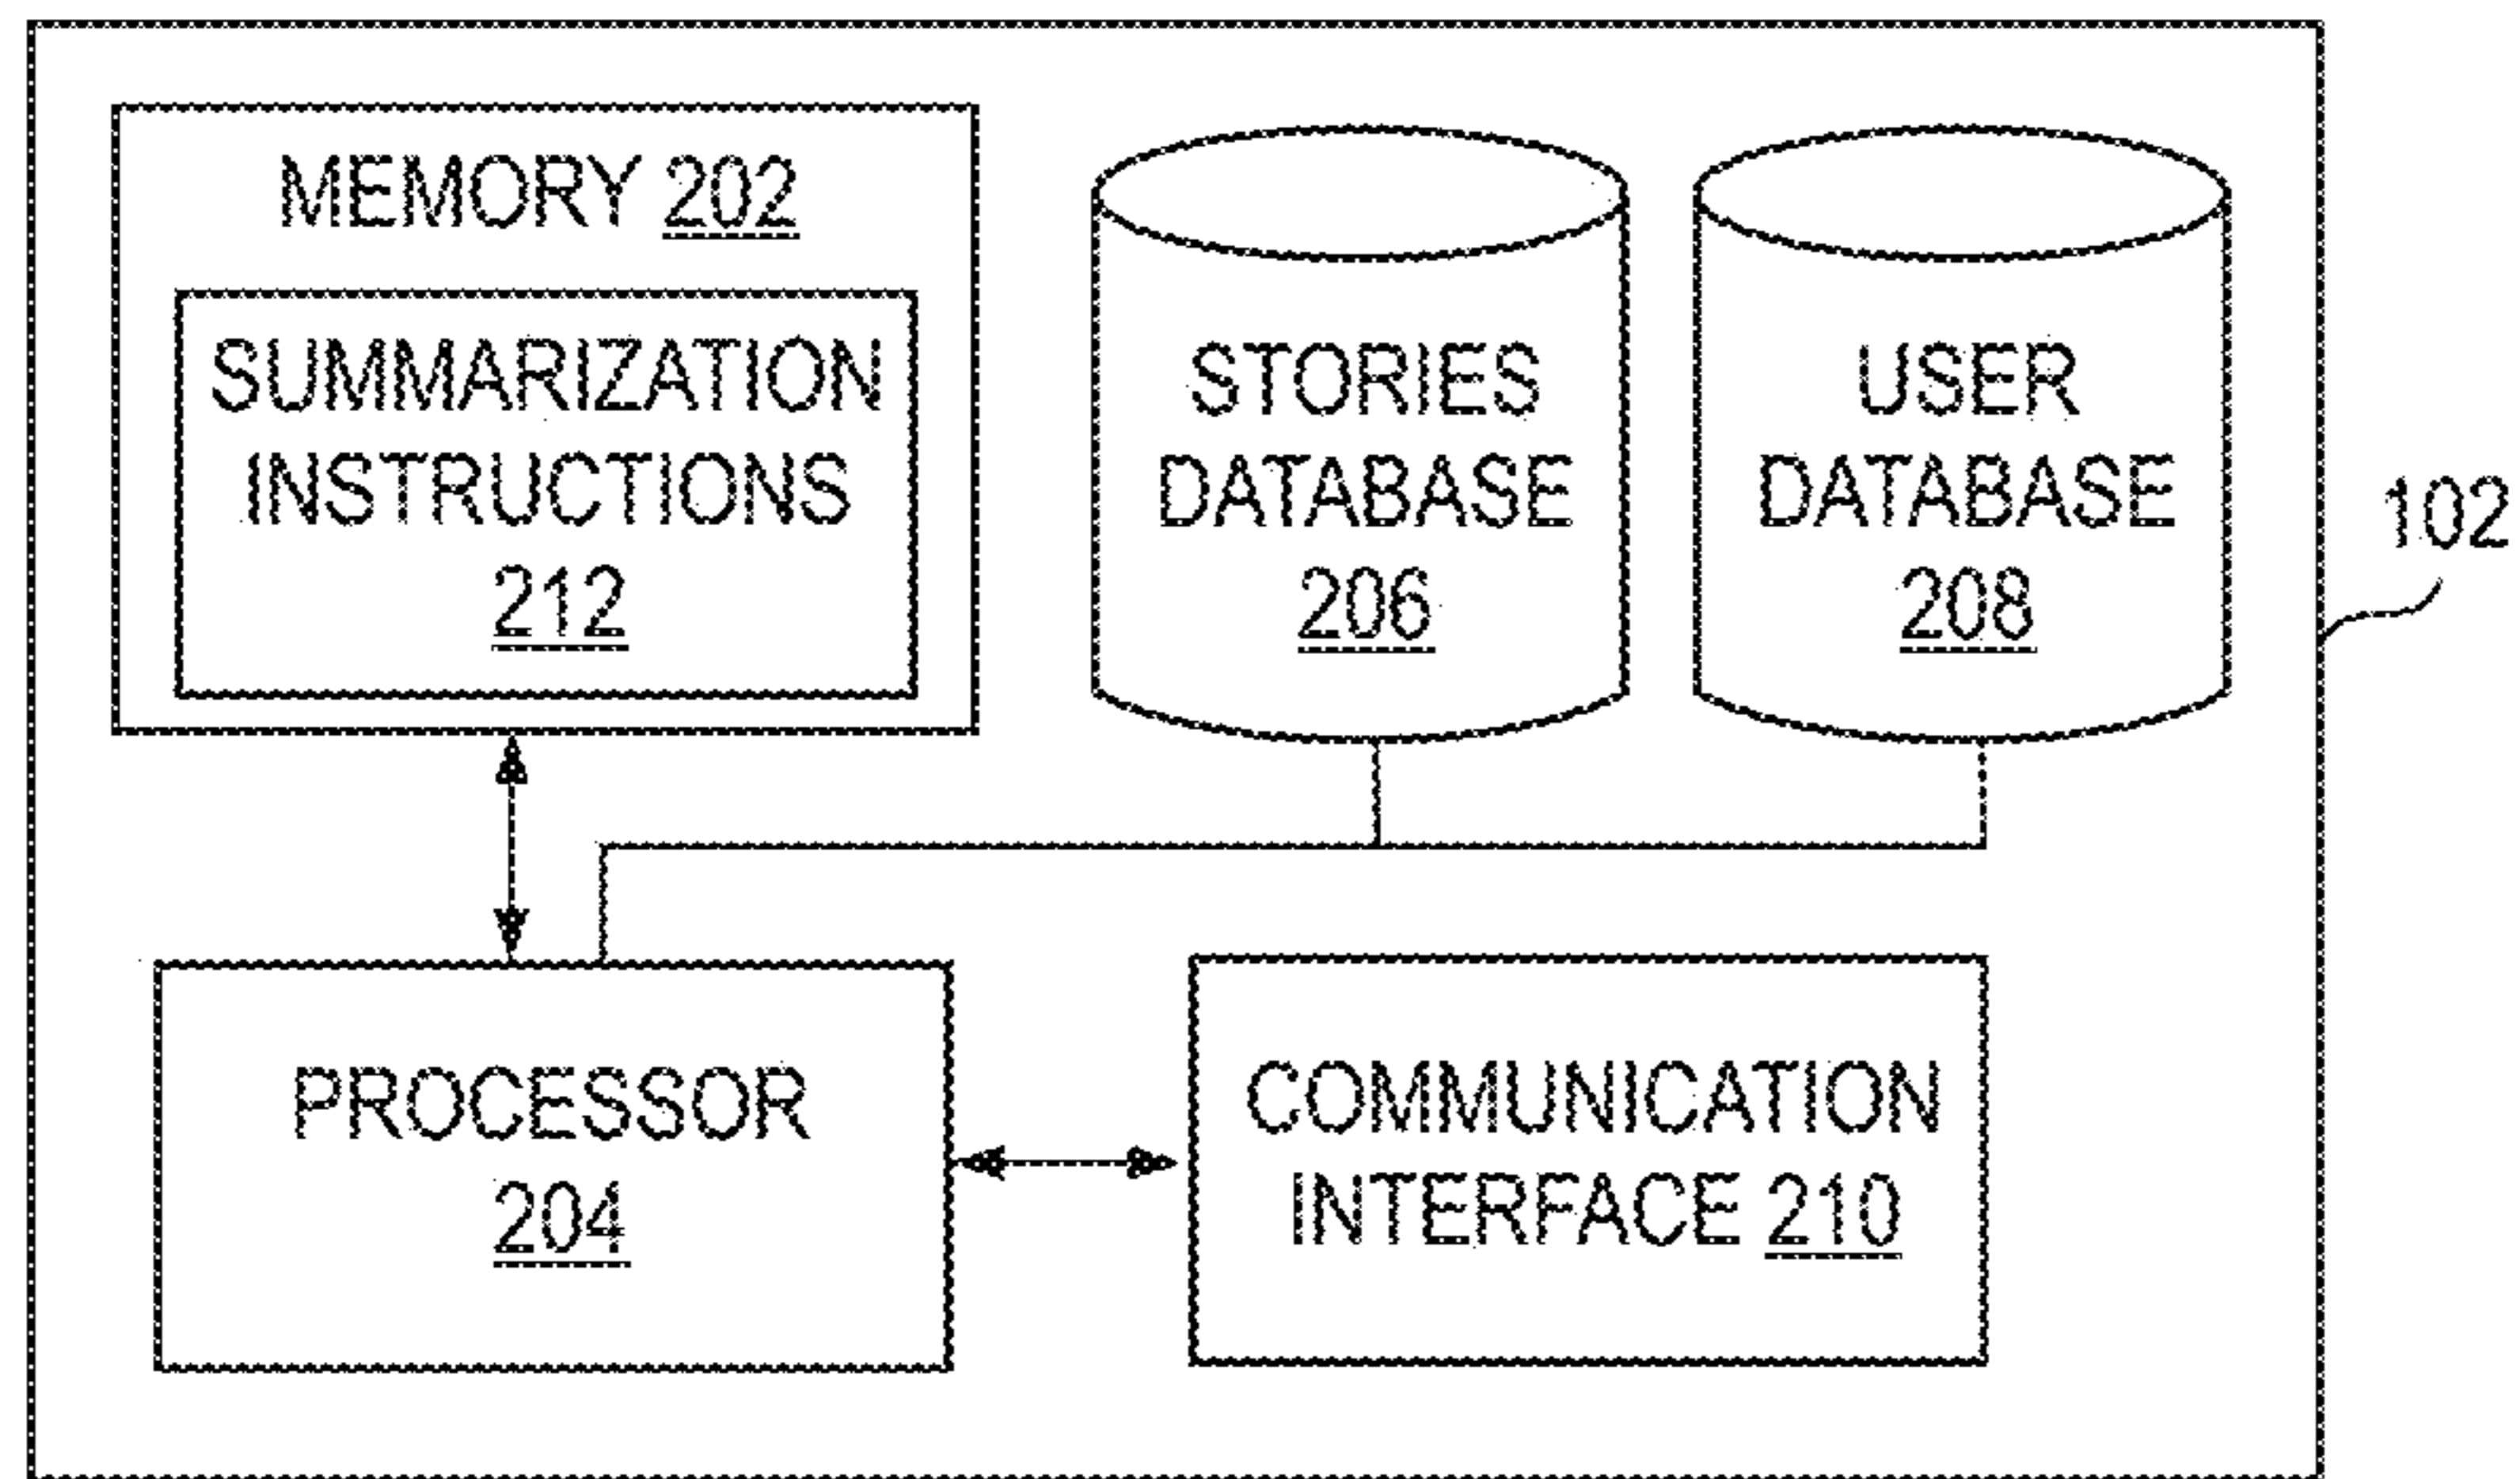 MEMORY 202
SUMMARIZATION
INSTRUCTIONS
212
STORIES
DATABASE
206
USER
DATABASE
208
102
PROCESSOR
204
COMMUNICATION
INTERFACE 210